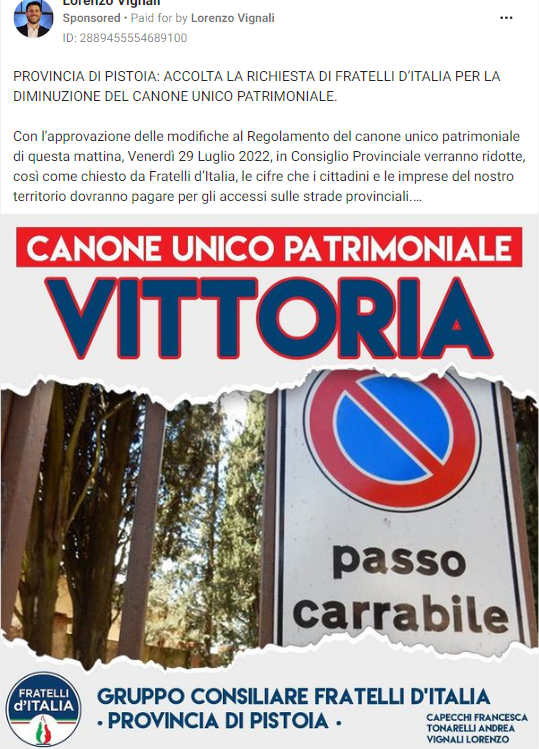 Lorenzo Vignali
Sponsored • Paid for by Lorenzo Vignali
ID: 2889455554689100
PROVINCIA DI PISTOIA: ACCOLTA LA RICHIESTA DI FRATELLI D’ITALIA PER LA
DIMINUZIONE DEL CANONE UNICO PATRIMONIALE.
Con l’approvazione delle modifiche al Regolamento del canone unico patrimoniale
di questa mattina, Venerdì 29 Luglio 2022, in Consiglio Provinciale verranno ridotte,
così come chiesto da Fratelli d’Italia, le cifre che i cittadini e le imprese del nostro
territorio dovranno pagare per gli accessi sulle strade provinciali....
CANONE UNICO PATRIMONIALE
VITTORIA
passo
carrabile
FRATELLI
d'ITALIA
GRUPPO CONSILIARE FRATELLI D'ITALIA
• PROVINCIA DI PISTOIA •
CAPECCHI FRANCESCA
TONARELLI ANDREA
VIGNALI LORENZO